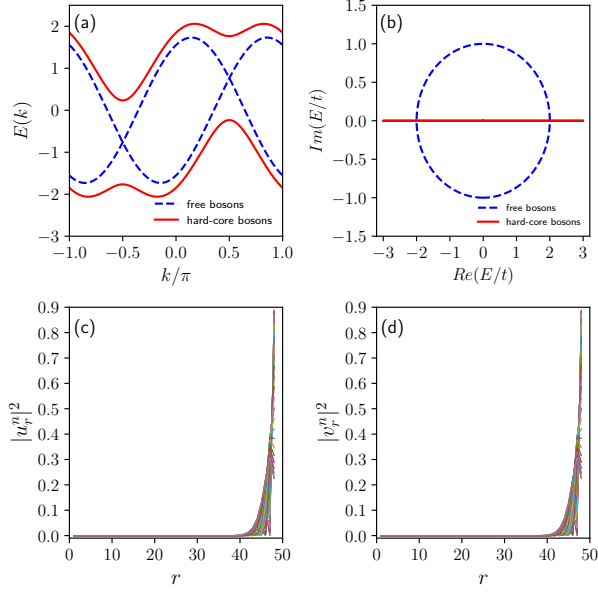 (a)
E(k)
2
1
0
−1
−2
−3
free bosons
hard-core bosons
−1.0 −0.5 0.0 0.5 1.0
k/π
(b)
Im(E/t)
1.5
1.0
0.5
0.0
−0.5
−1.0
−1.5
free bosons
hard-core bosons
−3 −2 −1 0 1 2 3
Re(E/t)
(c)
|u_r^n|^2
0.9
0.8
0.7
0.6
0.5
0.4
0.3
0.2
0.1
0.0
0 10 20 30 40 50
r
(d)
|v_r^n|^2
0.9
0.8
0.7
0.6
0.5
0.4
0.3
0.2
0.1
0.0
0 10 20 30 40 50
r